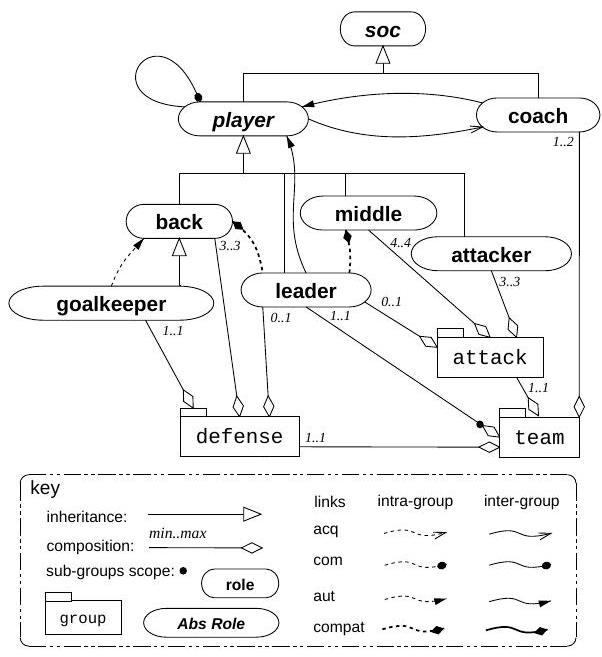 soc
player
coach
1..2
back
3..3
middle
4..4
attacker
3..3
goalkeeper
1..1
leader
0..1
1..1
0..1
attack
1..1
defense
1..1
team
key
inheritance:
min..max
composition:
sub-groups scope:
role
group
Abs Role
links intra-group inter-group
acq
com
aut
compat